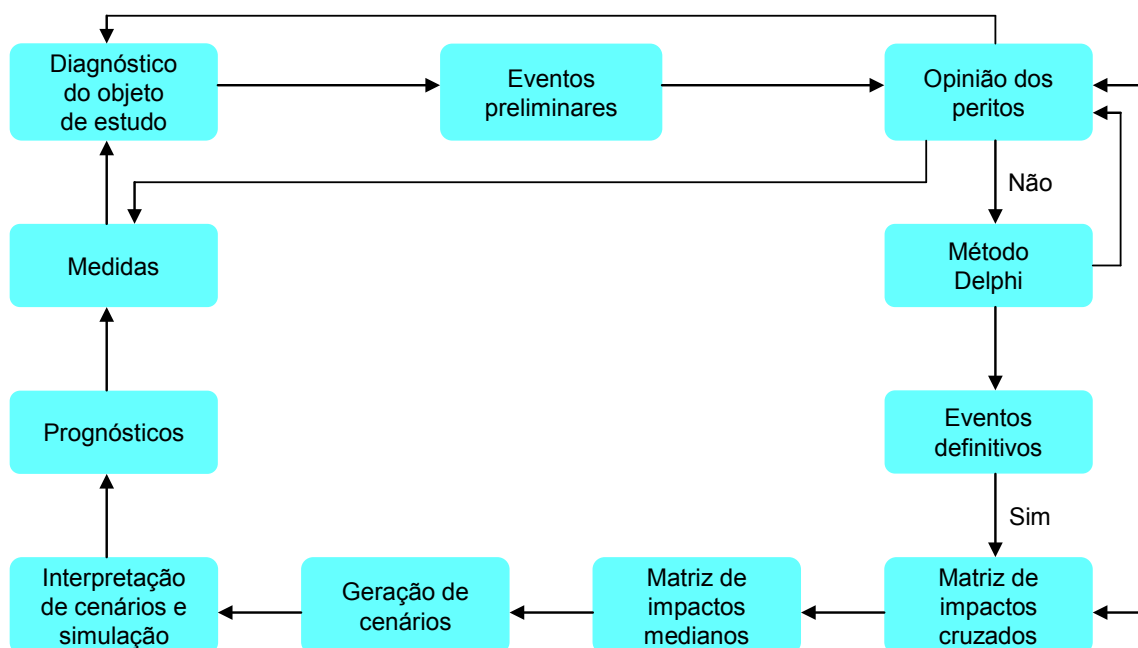 Diagnóstico
do objeto
de estudo
Eventos
preliminares
Opinião dos
peritos
Não
Medidas
Método
Delphi
Prognósticos
Eventos
definitivos
Sim
Interpretação
de cenários e
simulação
Geração de
cenários
Matriz de
impactos
medianos
Matriz de
impactos
cruzados